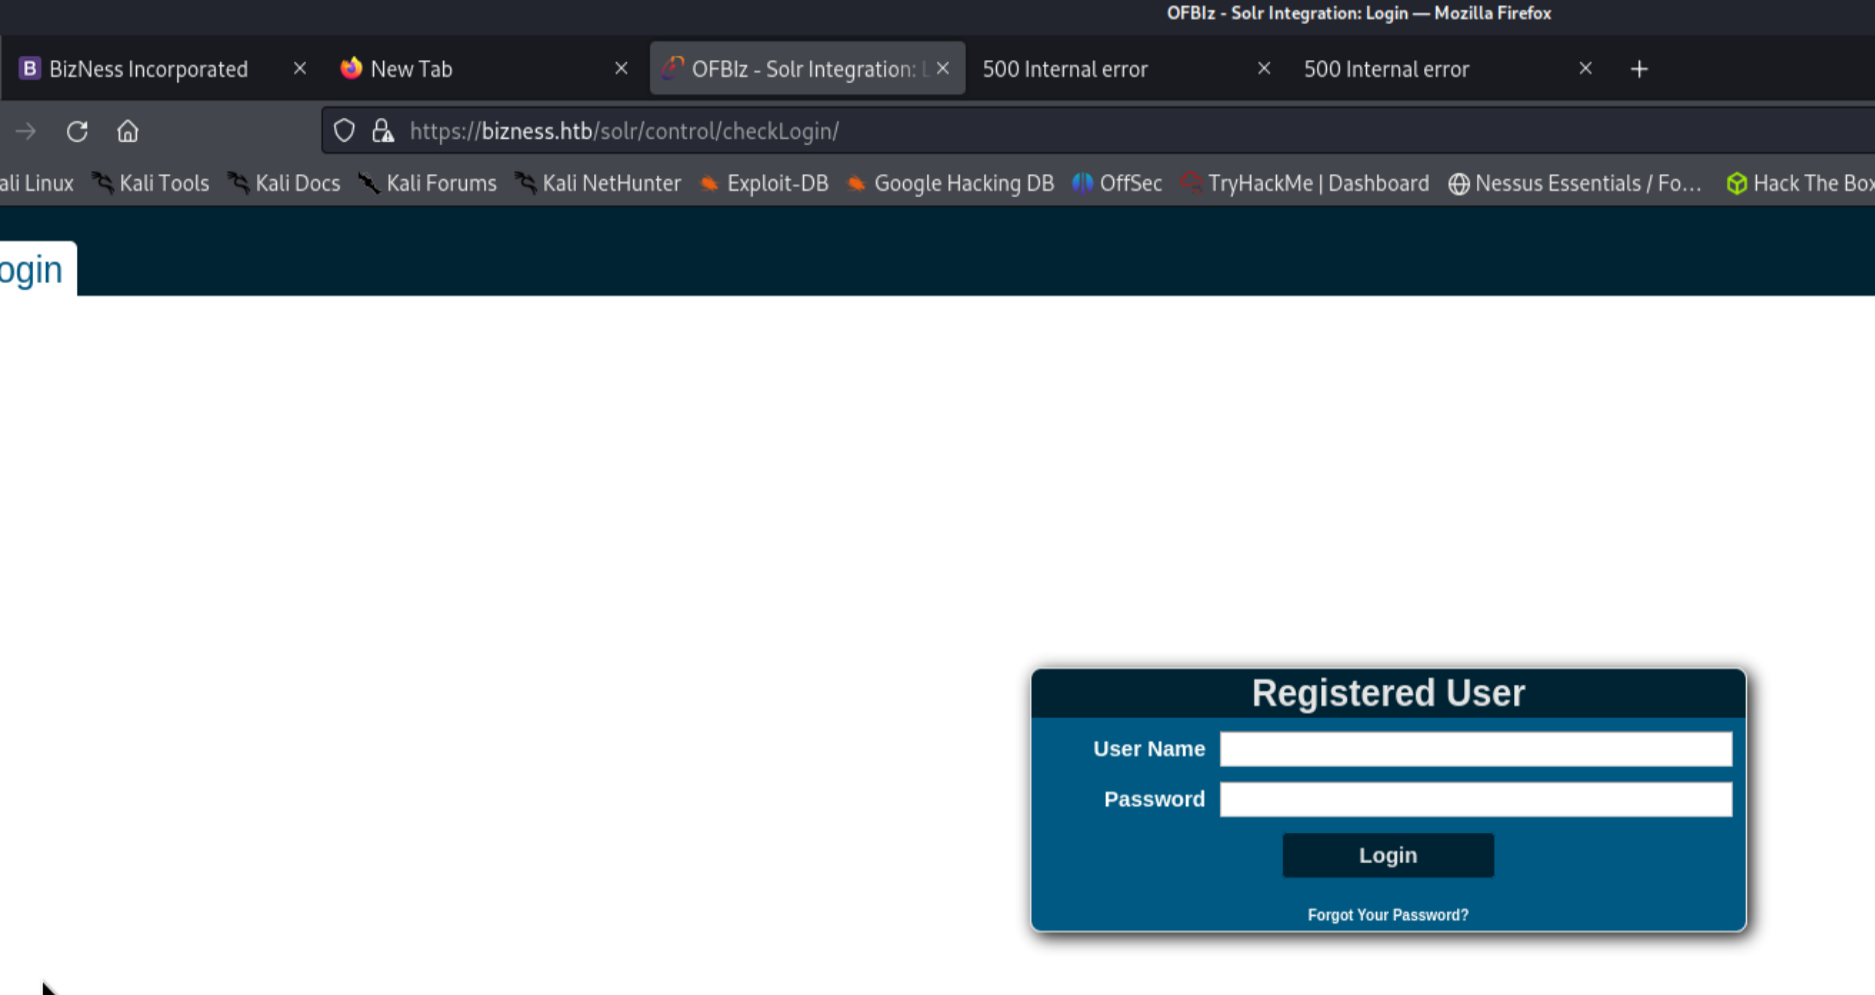 OFBIz - Solr Integration: Login — Mozilla Firefox
B BizNess Incorporated New Tab OFBIz - Solr Integration: L 500 Internal error 500 Internal error
https://bizness.htb/solr/control/checkLogin/
ali Linux Kali Tools Kali Docs Kali Forums Kali NetHunter Exploit-DB Google Hacking DB OffSec TryHackMe | Dashboard Nessus Essentials / Fo... Hack The Box
ogin
Registered User
User Name
Password
Login
Forgot Your Password?